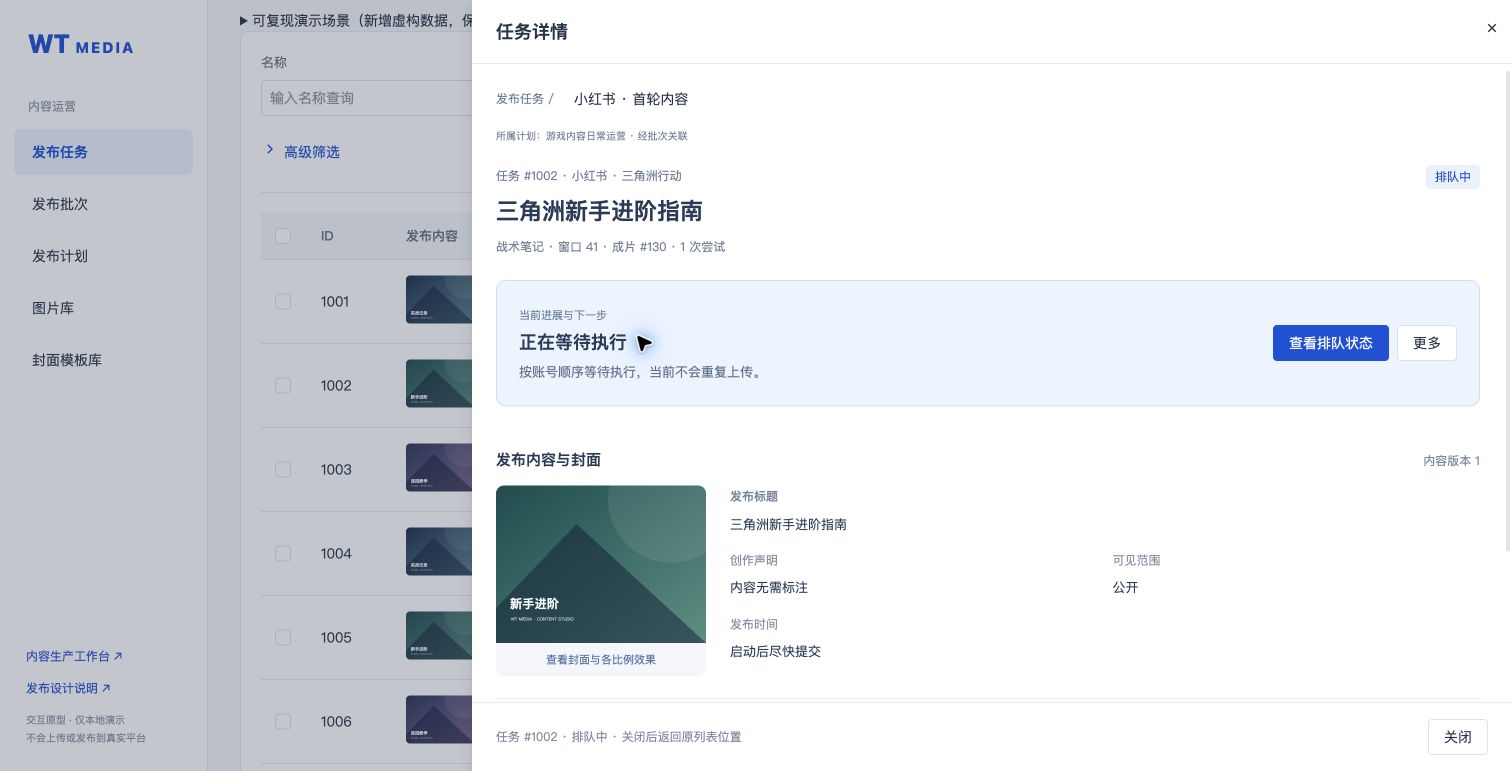 WT MEDIA
内容运营
发布任务
发布批次
发布计划
图片库
封面模板库
内容生产工作台 ↗
发布设计说明 ↗
交互原型 · 仅本地演示
不会上传或发布到真实平台
▶ 可复现演示场景（新增虚构数据，保
名称
输入名称查询
高级筛选
ID 发布内容
1001
1002
新手进阶
1003
1004
1005
新手进阶
1006
任务详情
×
发布任务 / 小红书 · 首轮内容
所属计划：游戏内容日常运营 · 经批次关联
任务 #1002 · 小红书 · 三角洲行动
排队中
三角洲新手进阶指南
战术笔记 · 窗口 41 · 成片 #130 · 1 次尝试
当前进展与下一步
正在等待执行
按账号顺序等待执行，当前不会重复上传。
查看排队状态 更多
发布内容与封面
内容版本 1
新手进阶
WT MEDIA · CONTENT STUDIO
查看封面与各比例效果
发布标题
三角洲新手进阶指南
创作声明 可见范围
内容无需标注 公开
发布时间
启动后尽快提交
任务 #1002 · 排队中 · 关闭后返回原列表位置
关闭